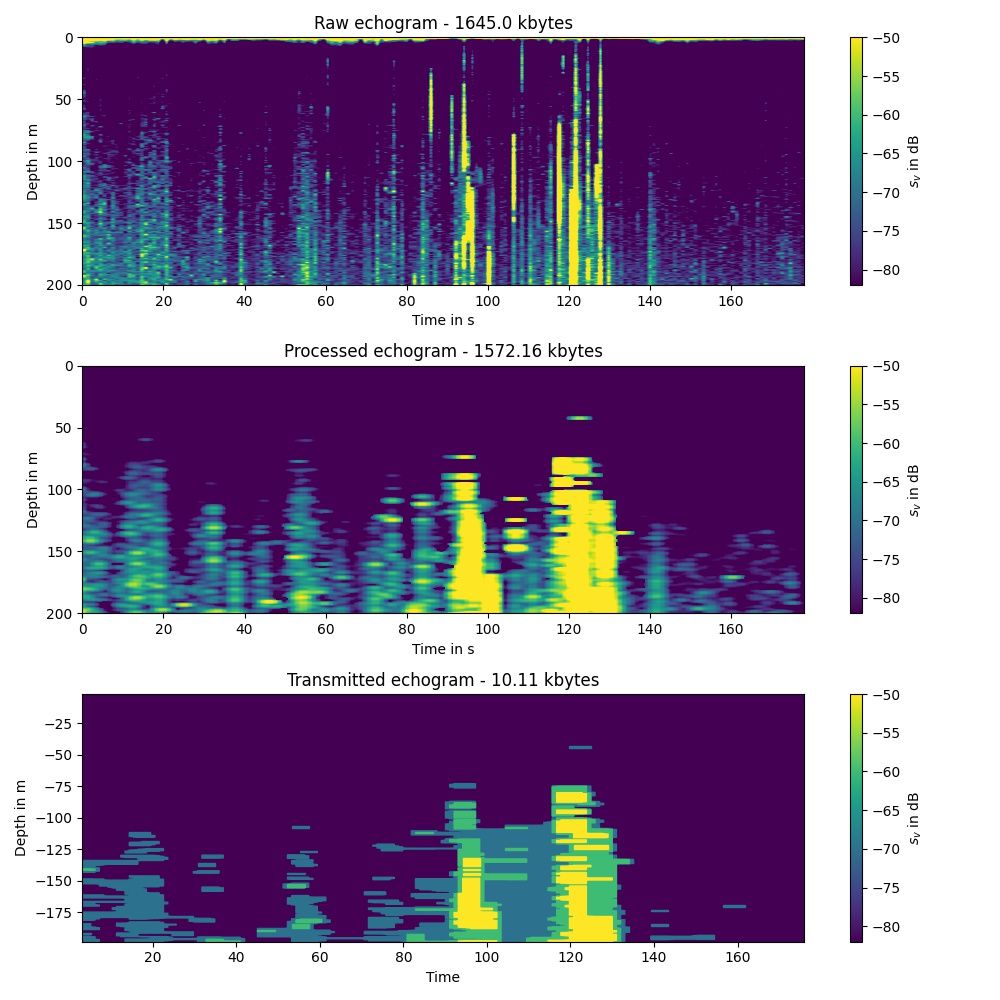 Raw echogram - 1645.0 kbytes
0
50
100
150
200
Depth in m
0 20 40 60 80 100 120 140 160
Time in s
−50
−55
−60
−65
−70
−75
−80
sv in dB
Processed echogram - 1572.16 kbytes
0
50
100
150
200
Depth in m
0 20 40 60 80 100 120 140 160
Time in s
−50
−55
−60
−65
−70
−75
−80
sv in dB
Transmitted echogram - 10.11 kbytes
−25
−50
−75
−100
−125
−150
−175
Depth in m
20 40 60 80 100 120 140 160
Time
−50
−55
−60
−65
−70
−75
−80
sv in dB